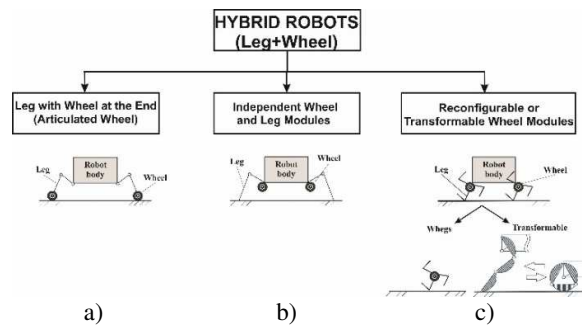 HYBRID ROBOTS
(Leg+Wheel)
Leg with Wheel at the End
(Articulated Wheel)
Independent Wheel
and Leg Modules
Reconfigurable or
Transformable Wheel Modules
Leg
Robot
body
Wheel
Leg
Robot
body
Wheel
Leg
Robot
body
Wheel
Whegs
Transformable
a)
b)
c)